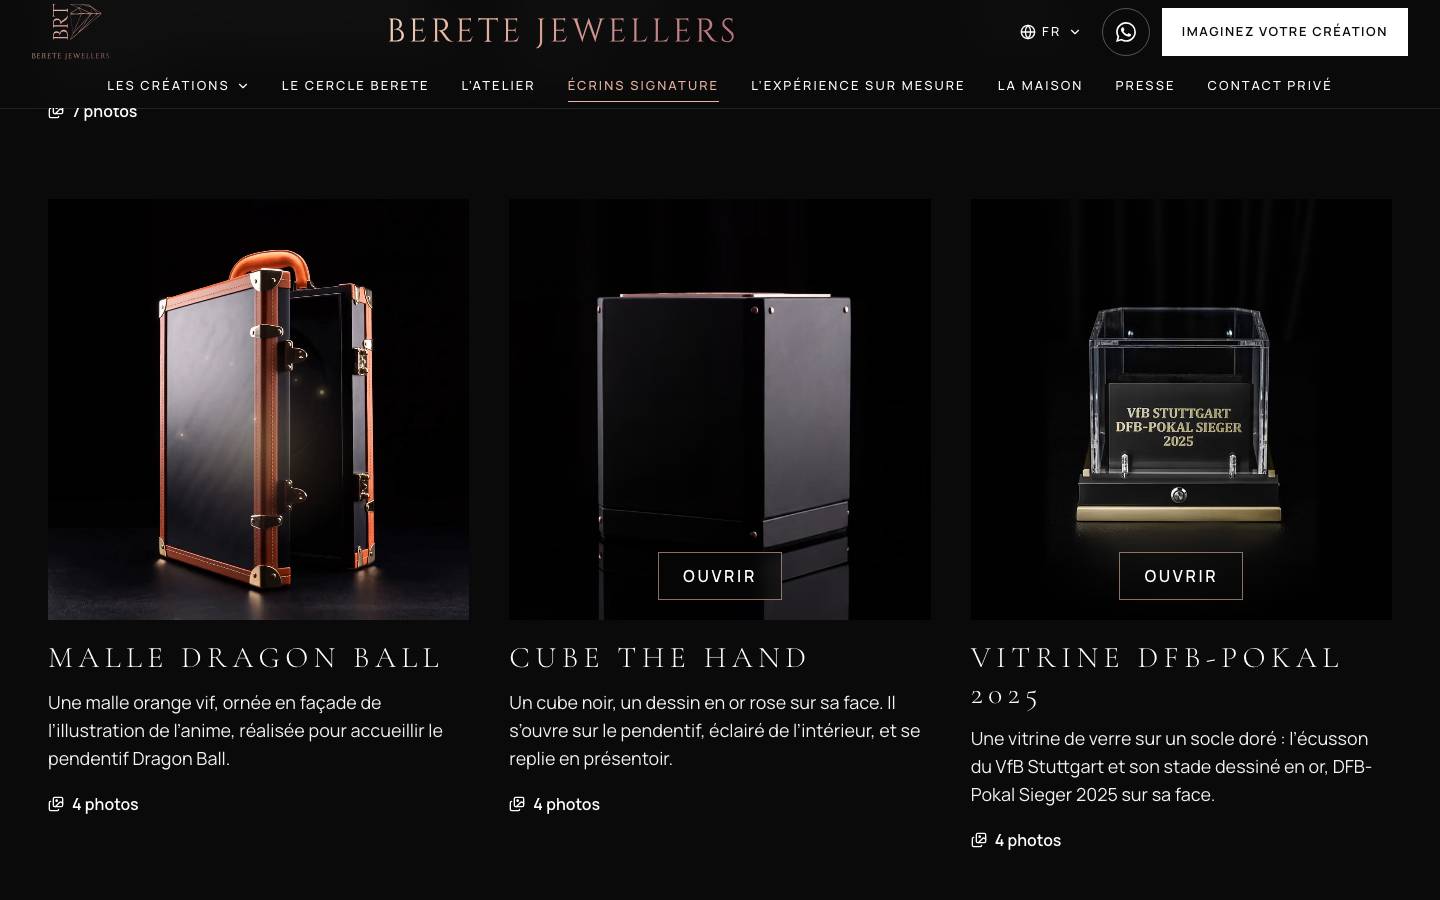 BRT
BERETE JEWELLERS
BERETE JEWELLERS
FR
IMAGINEZ VOTRE CRÉATION
LES CRÉATIONS
LE CERCLE BERETE
L’ATELIER
ÉCRINS SIGNATURE
L’EXPÉRIENCE SUR MESURE
LA MAISON
PRESSE
CONTACT PRIVÉ
7 photos
VfB STUTTGART
DFB-POKAL SIEGER
2025
OUVRIR
OUVRIR
MALLE DRAGON BALL
Une malle orange vif, ornée en façade de
l’illustration de l’anime, réalisée pour accueillir le
pendentif Dragon Ball.
4 photos
CUBE THE HAND
Un cube noir, un dessin en or rose sur sa face. Il
s’ouvre sur le pendentif, éclairé de l’intérieur, et se
replie en présentoir.
4 photos
VITRINE DFB-POKAL
2025
Une vitrine de verre sur un socle doré : l’écusson
du VfB Stuttgart et son stade dessiné en or, DFB-
Pokal Sieger 2025 sur sa face.
4 photos